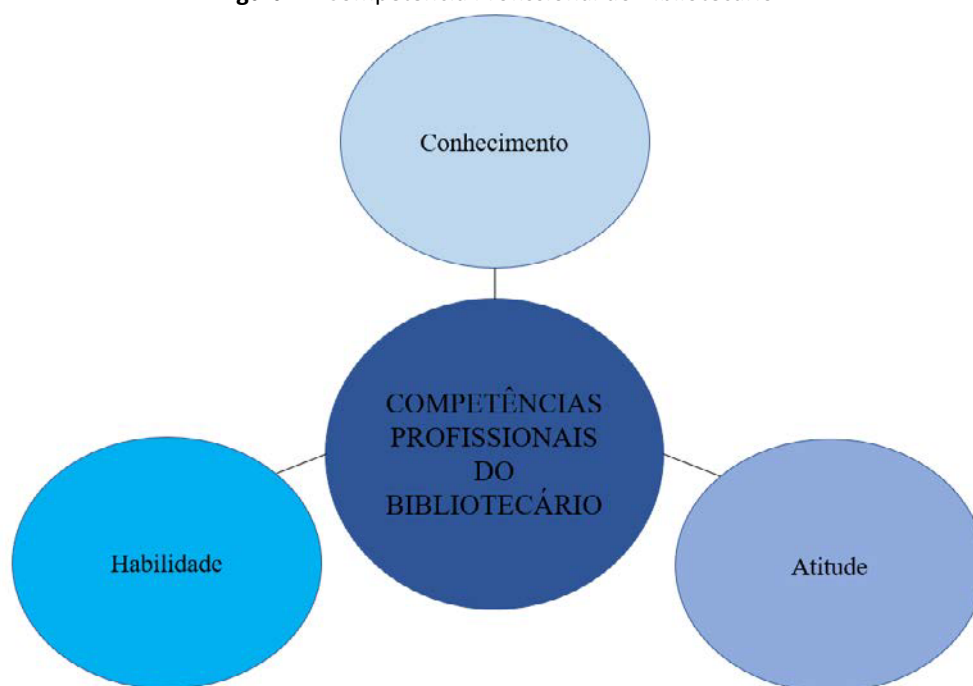 Conhecimento
COMPETÊNCIAS
PROFISSIONAIS
DO
BIBLIOTECÁRIO
Habilidade
Atitude